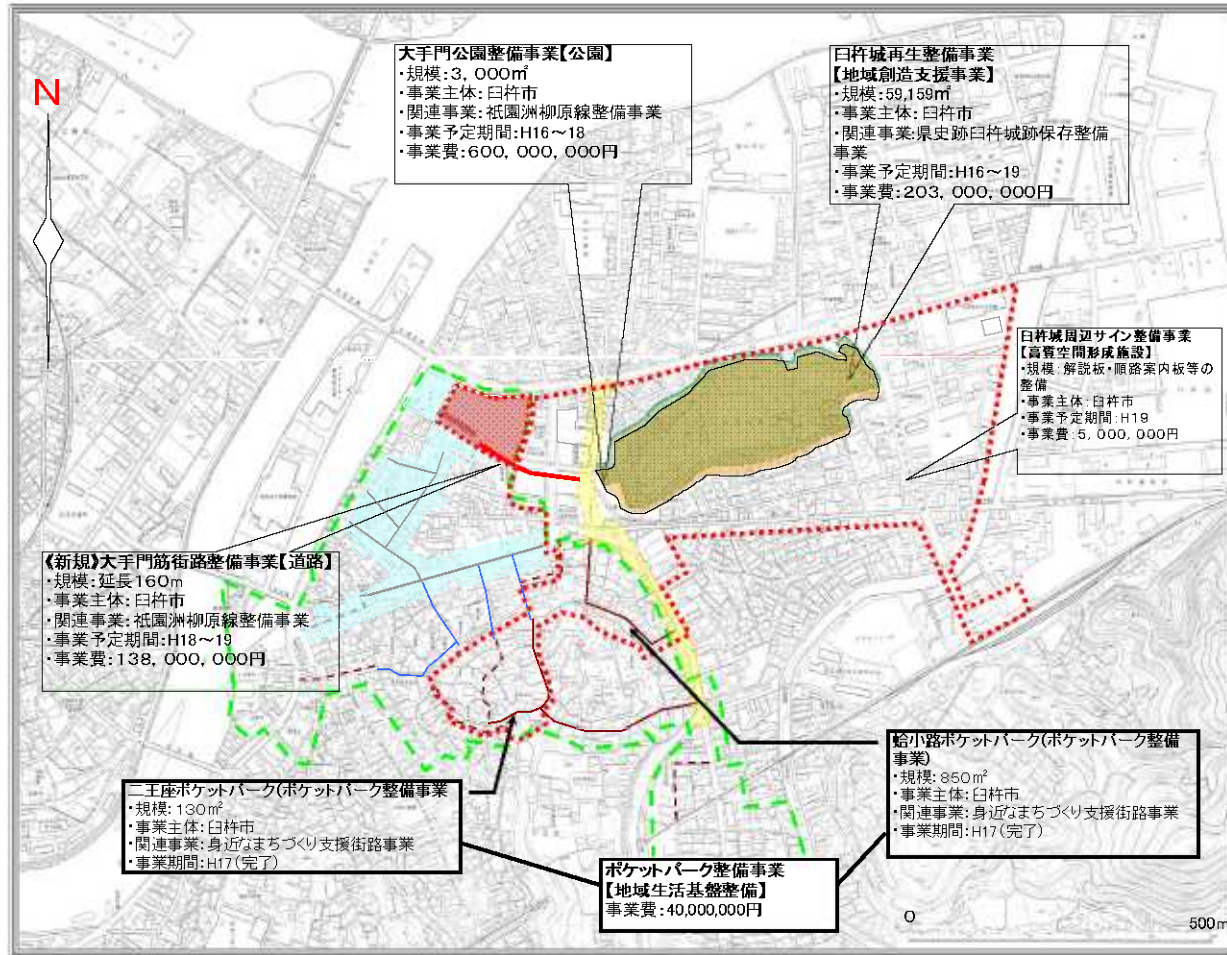 大手門公園整備事業【公園】
・規模:3,000㎡
・事業主体:臼杵市
・関連事業:祇園洲柳原線整備事業
・事業予定期間:H16～18
・事業費:600,000,000円
臼杵城再生整備事業
【地域創造支援事業】
・規模:59,159㎡
・事業主体:臼杵市
・関連事業:県史跡臼杵城跡保存整備
事業
・事業予定期間:H16～19
・事業費:203,000,000円
N
臼杵城周辺サイン整備事業
【高質空間形成施設】
・規模:解説板・順路案内板等の
整備
・事業主体:臼杵市
・事業予定期間:H19
・事業費:5,000,000円
《新規》大手門筋街路整備事業【道路】
・規模:延長160m
・事業主体:臼杵市
・関連事業:祇園洲柳原線整備事業
・事業予定期間:H18～19
・事業費:138,000,000円
二王座ポケットパーク(ポケットパーク整備事業
・規模:130㎡
・事業主体:臼杵市
・関連事業:身近なまちづくり支援街路事業
・事業期間:H17(完了)
蛤小路ポケットパーク(ポケットパーク整備
事業)
・規模:850㎡
・事業主体:臼杵市
・関連事業:身近なまちづくり支援街路事業
・事業期間:H17(完了)
ポケットパーク整備事業
【地域生活基盤整備】
事業費:40,000,000円
0
500m